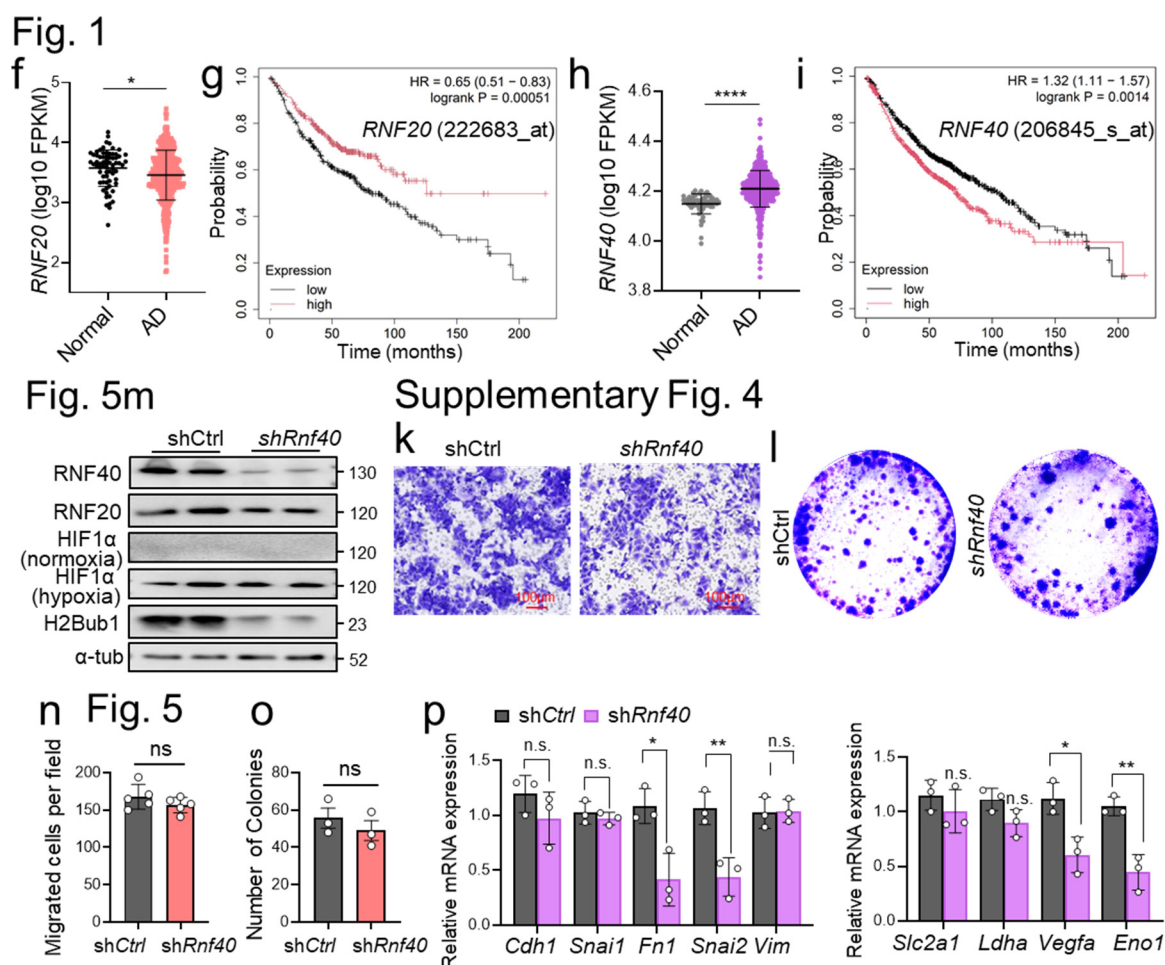 Fig. 1
f
RNF20 (log10 FPKM)
5
4
3
2
*
Normal
AD
g
Probability
1.0
0.8
0.6
0.4
0.2
0.0
HR = 0.65 (0.51 − 0.83)
logrank P = 0.00051
RNF20 (222683_at)
Expression
low
high
0 50 100 150 200
Time (months)
h
RNF40 (log10 FPKM)
4.6
4.4
4.2
4.0
3.8
****
Normal
AD
i
Probability
1.0
0.8
0.6
0.4
0.2
0.0
HR = 1.32 (1.11 − 1.57)
logrank P = 0.0014
RNF40 (206845_s_at)
Expression
low
high
0 50 100 150 200
Time (months)
Fig. 5m
shCtrl shRnf40
RNF40 130
RNF20 120
HIF1α
(normoxia) 120
HIF1α
(hypoxia) 120
H2Bub1 23
α-tub 52
Supplementary Fig. 4
k
shCtrl shRnf40
100µm 100µm
l
shCtrl
shRnf40
n Fig. 5
Migrated cells per field
200
150
100
50
0
ns
shCtrl shRnf40
o
Number of Colonies
80
60
40
20
0
ns
shCtrl shRnf40
p
shCtrl shRnf40
Relative mRNA expression
1.5
1.0
0.5
0.0
n.s. n.s. * ** n.s.
Cdh1 Snai1 Fn1 Snai2 Vim
Relative mRNA expression
1.5
1.0
0.5
0.0
n.s. n.s. * **
Slc2a1 Ldha Vegfa Eno1